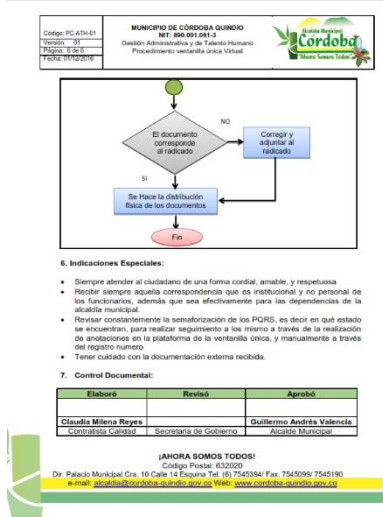 Código: PC-ATH-01
Versión: 01
Página: 6 de 6
Fecha: 01/12/2016
MUNICIPIO DE CÓRDOBA QUINDÍO
NIT: 890.001.061-3
Gestión Administrativa y de Talento Humano
Procedimiento ventanilla única Virtual
Alcaldía Municipal
Córdoba
"Ahora Somos Todos"
El documento
corresponde
al radicado
NO
Corregir y
adjuntar al
radicado
SI
Se Hace la distribución
física de los documentos
Fin
6. Indicaciones Especiales:
• Siempre atender al ciudadano de una forma cordial, amable, y respetuosa
• Recibir siempre aquella correspondencia que es institucional y no personal de
los funcionarios, además que sea efectivamente para las dependencias de la
alcaldía municipal.
• Revisar constantemente la semaforización de los PQRS, es decir en qué estado
se encuentran, para realizar seguimiento a los mismo a través de la realización
de anotaciones en la plataforma de la ventanilla única, y manualmente a través
del registro numero
• Tener cuidado con la documentación externa recibida.
7. Control Documental:
Elaboró Revisó Aprobó
Claudia Milena Reyes Guillermo Andrés Valencia
Contratista Calidad Secretaria de Gobierno Alcalde Municipal
¡AHORA SOMOS TODOS!
Código Postal: 632020
Dir. Palacio Municipal Cra. 10 Calle 14 Esquina Tel. (6) 7545394/ Fax. 7545099/ 7545190
e-mail: alcaldia@cordoba-quindio.gov.co Web: www.cordoba-quindio.gov.co